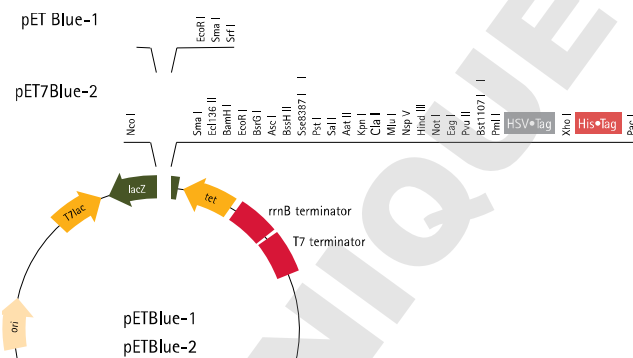 pET Blue-1
EcoR I
Sma I
Srf I
pET7Blue-2
Nco I
Sma I
Ecl136 II
BamH I
EcoR I
BsrG I
Asc I
BssH II
Sse8387 I
Pst I
Sal I
Aat II
Kpn I
Cla I
Mlu I
Nsp V
Hind III
Not I
Eag I
Pvu II
Bst1107 I
Pml I
HSV•Tag
Xho I
His•Tag
Pac I
lacZ
T7lac
tet
rrnB terminator
T7 terminator
ori
pETBlue-1
pETBlue-2
NIQUE